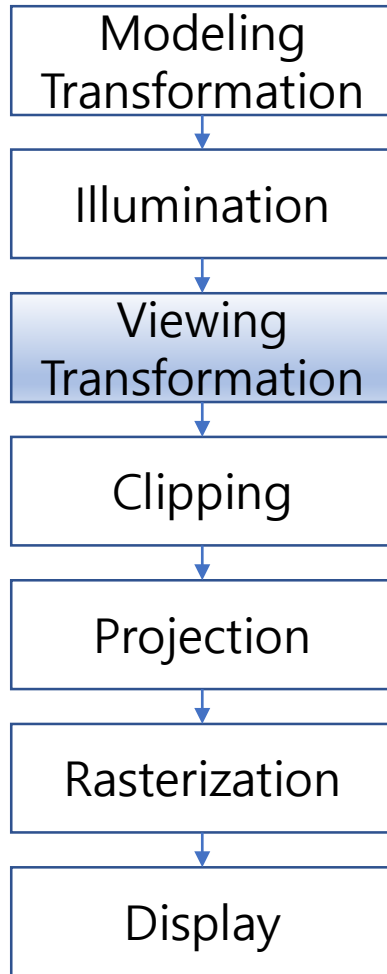 Modeling
Transformation
Illumination
Viewing
Transformation
Clipping
Projection
Rasterization
Display